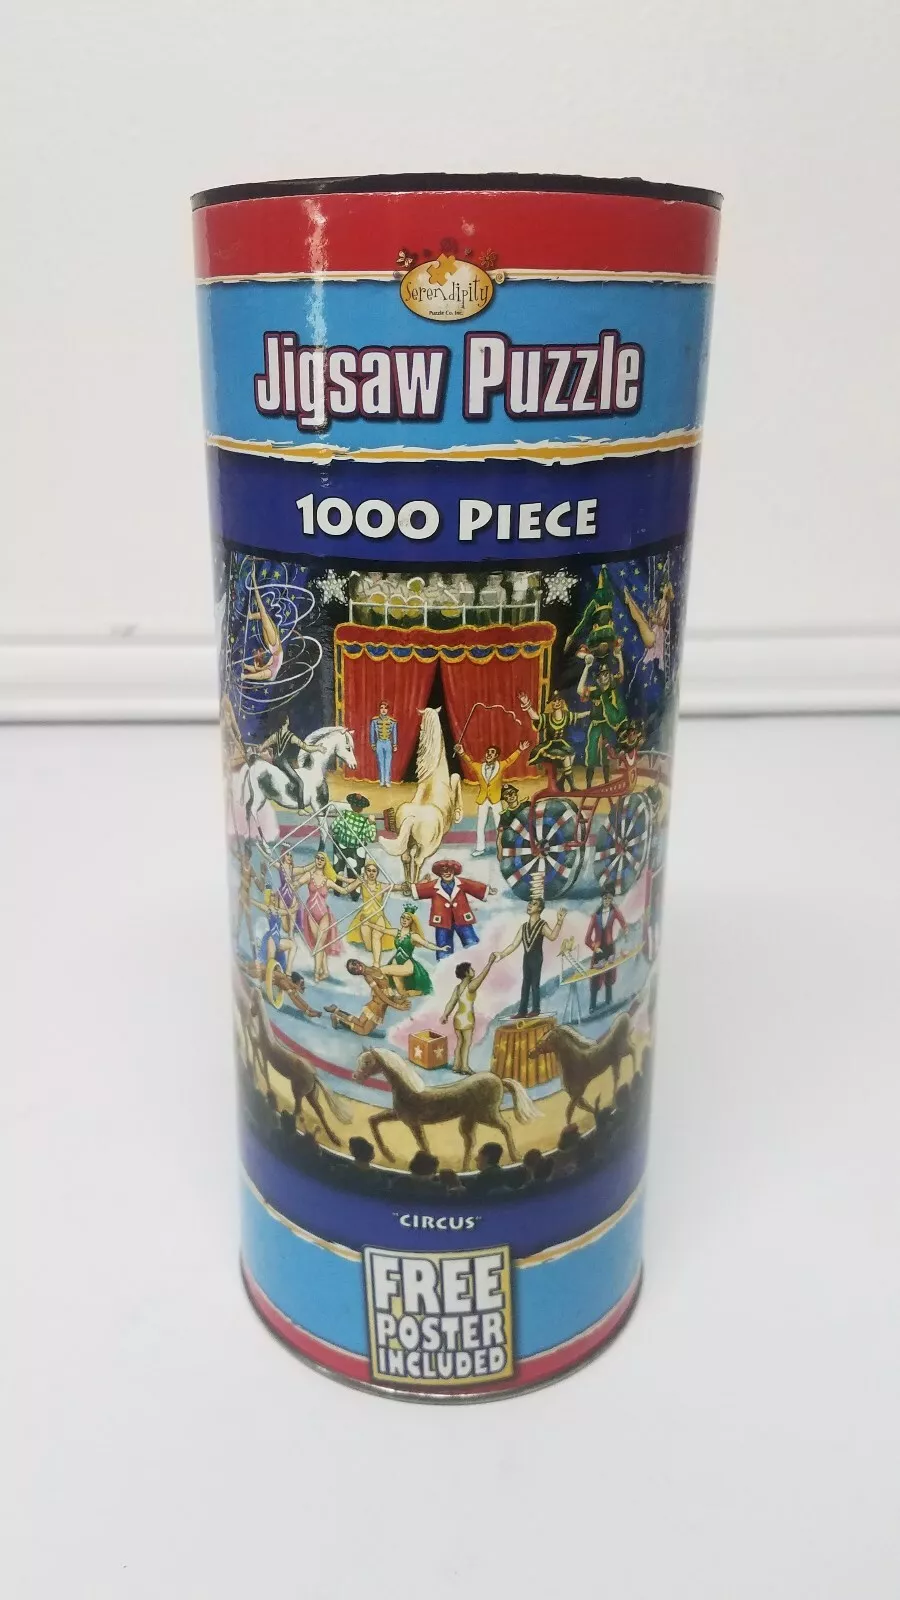 Serendipity
Puzzle Co. Inc.
Jigsaw Puzzle
1000 PIECE
"CIRCUS"
FREE
POSTER
INCLUDED